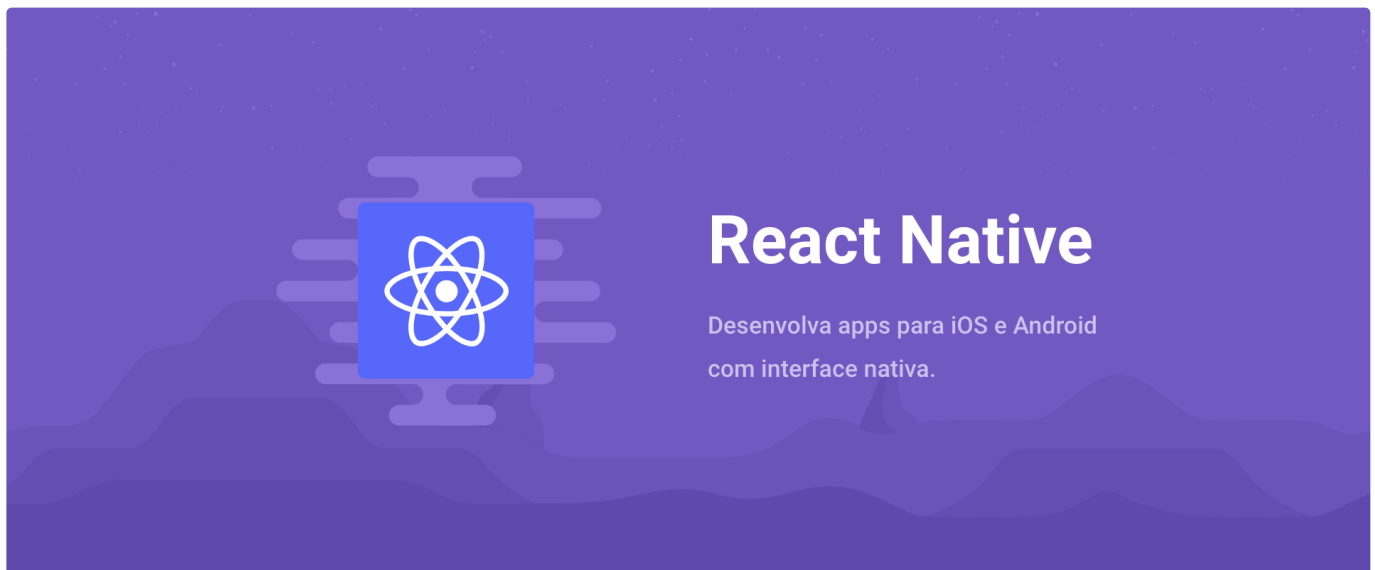 React Native
Desenvolva apps para iOS e Android
com interface nativa.